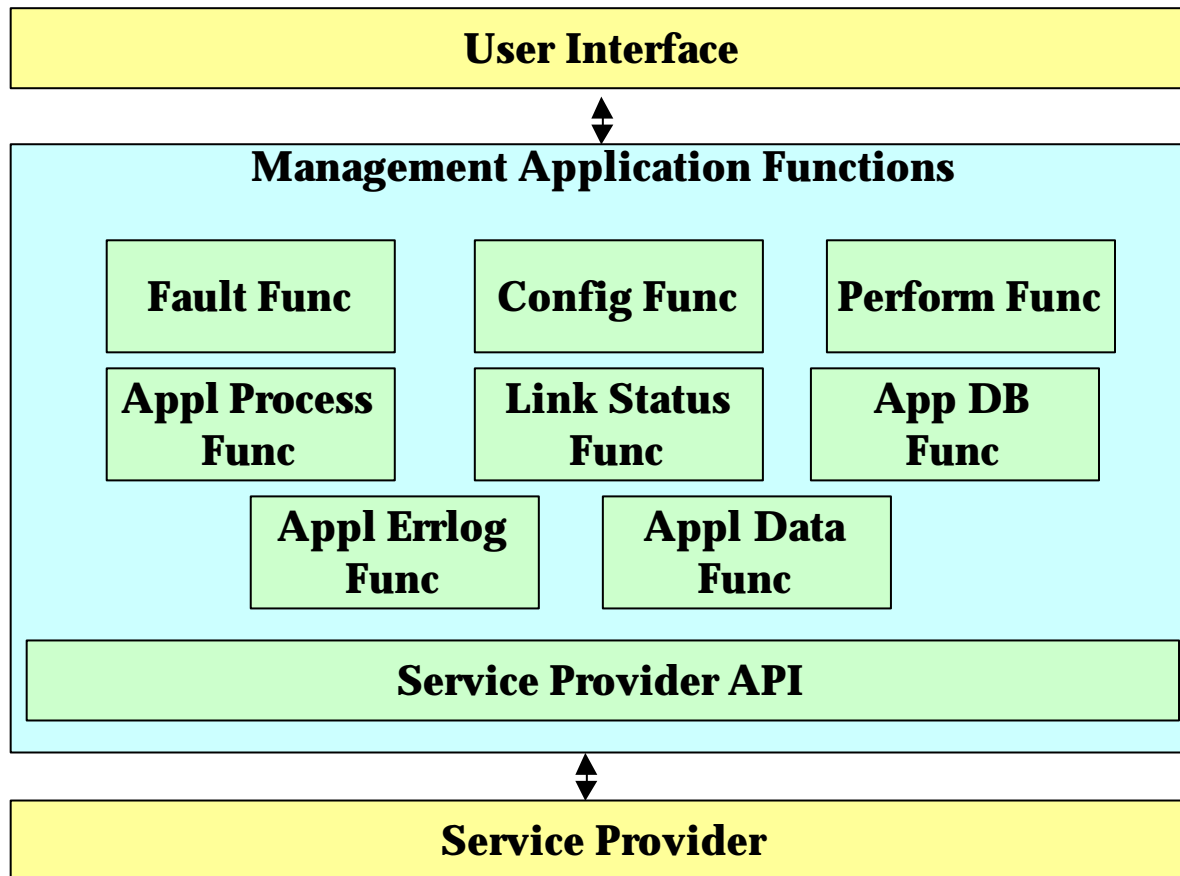 User Interface
Management Application Functions
Fault Func
Config Func
Perform Func
Appl Process
Func
Link Status
Func
App DB
Func
Appl Errlog
Func
Appl Data
Func
Service Provider API
Service Provider